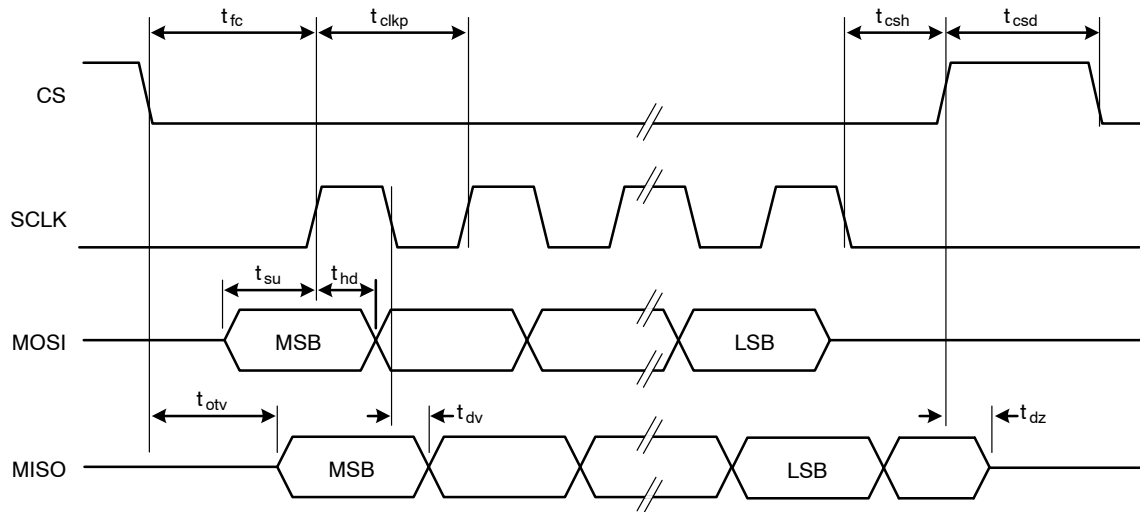 tfc tclkp tcsh tcsd
CS
SCLK
tsu thd
MOSI MSB LSB
totv tdv tdz
MISO MSB LSB